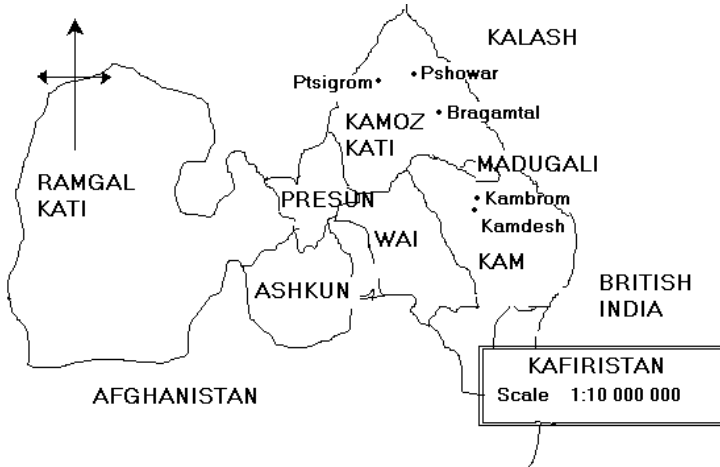 KALASH
Ptsigrom
Pshowar
Bragamtal
KAMOZ
KATI
MADUGALI
RAMGAL
KATI
PRESUN
Kambrom
Kamdesh
WAI
KAM
ASHKUN
BRITISH
INDIA
AFGHANISTAN
KAFIRISTAN
Scale 1:10 000 000